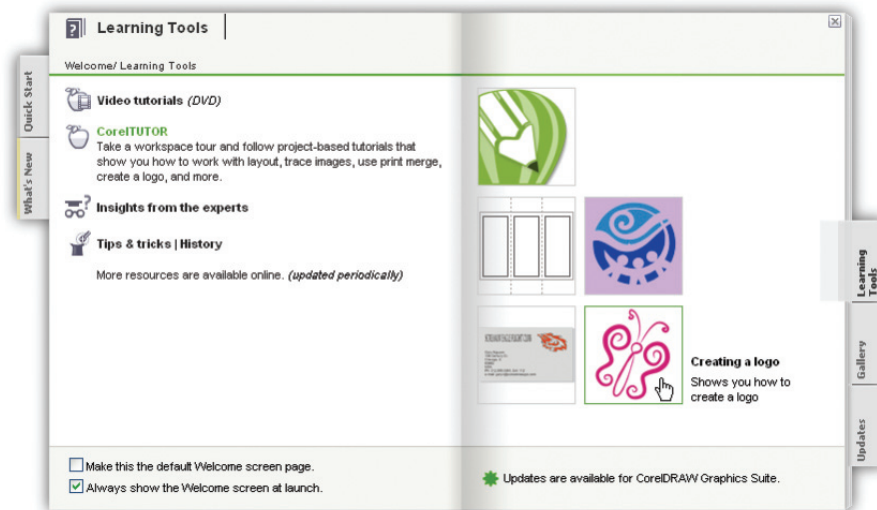 Learning Tools
Welcome/ Learning Tools
Quick Start
What's New
Video tutorials (DVD)
CorelTUTOR
Take a workspace tour and follow project-based tutorials that
show you how to work with layout, trace images, use print merge,
create a logo, and more.
Insights from the experts
Tips & tricks | History
More resources are available online. (updated periodically)
Make this the default Welcome screen page.
Always show the Welcome screen at launch.
Creating a logo
Shows you how to
create a logo
Updates are available for CorelDRAW Graphics Suite.
Learning
Tools
Gallery
Updates